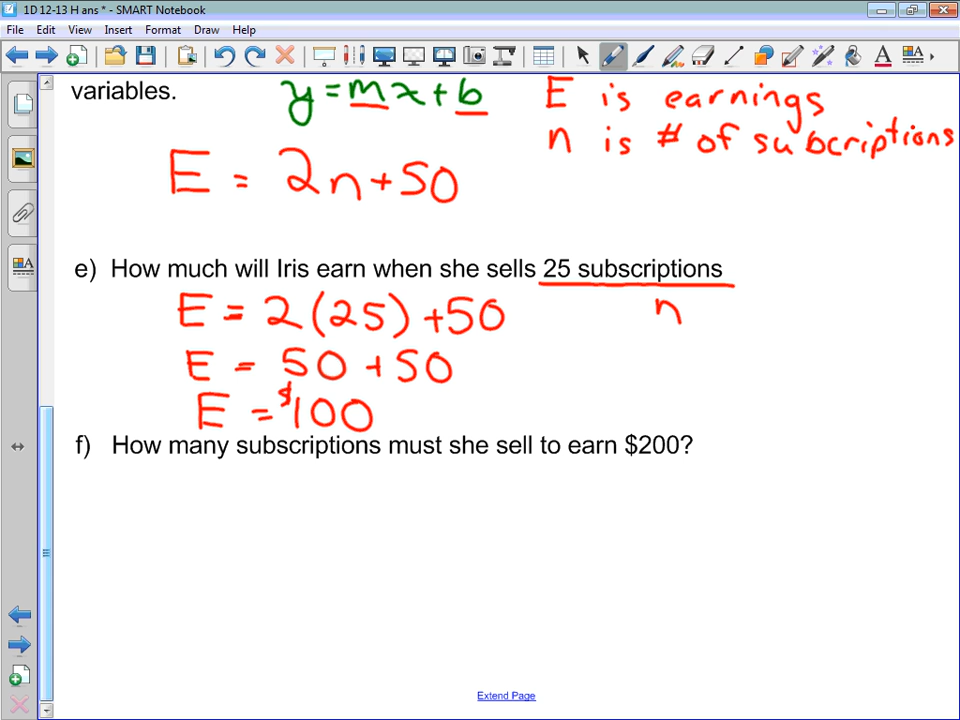 1D 12-13 H ans * - SMART Notebook
File Edit View Insert Format Draw Help
variables.
y = mx + b
E is earnings
n is # of subcriptions
E = 2n + 50
e) How much will Iris earn when she sells 25 subscriptions
E = 2(25) + 50
n
E = 50 + 50
E = $100
f) How many subscriptions must she sell to earn $200?
Extend Page